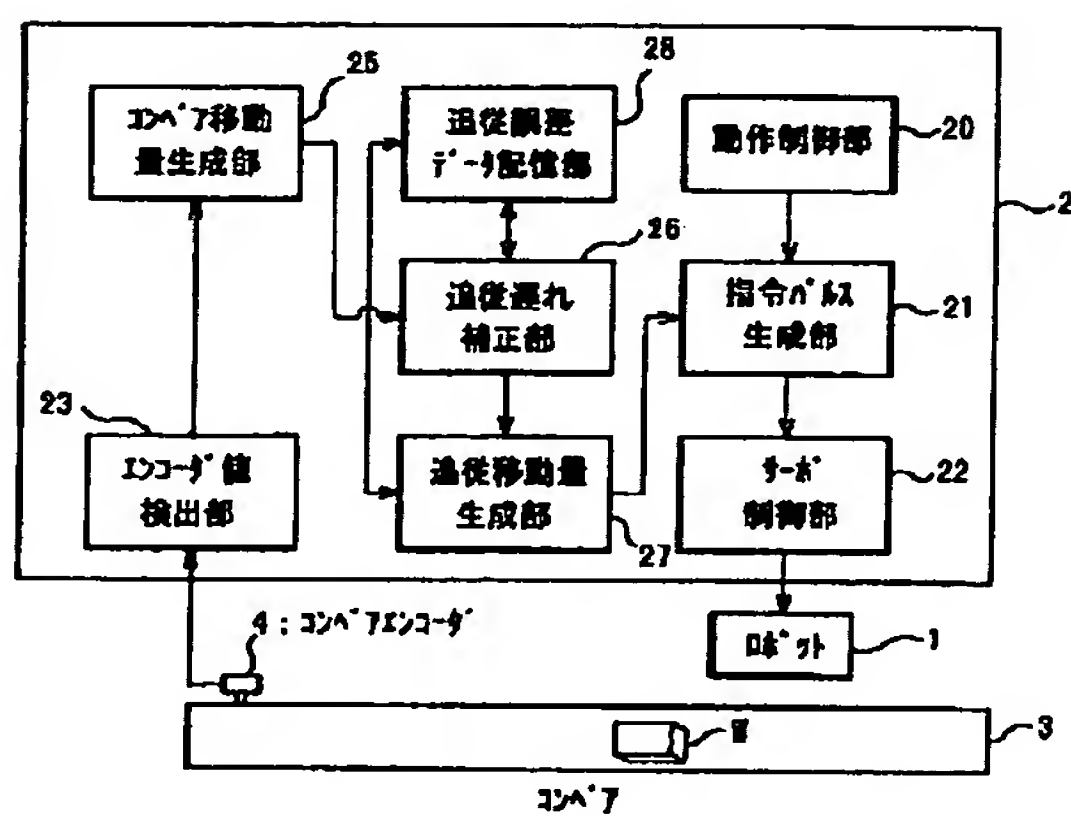 25
コンベア移動
量生成部
28
追従誤差
データ記憶部
動作制御部
20
2
26
追従遅れ
補正部
指令パルス
生成部
21
23
エンコーダ値
検出部
追従移動量
生成部
27
サーボ
制御部
22
4:コンベアエンコーダ
ロボット
1
W
3
コンベア